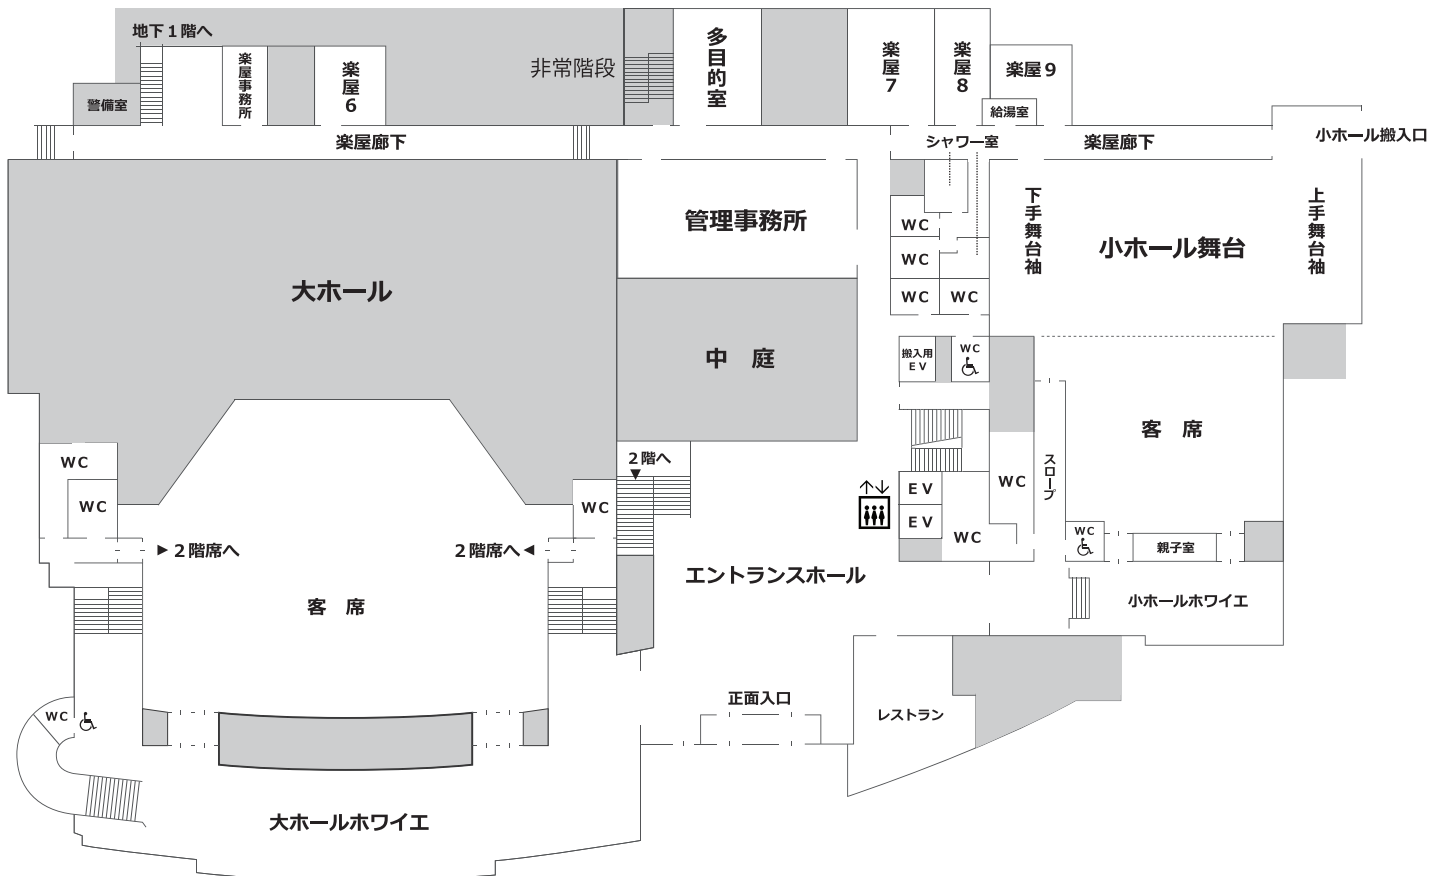 地下１階へ
警備室
楽屋事務所
楽屋６
非常階段
多目的室
楽屋７
楽屋８
楽屋９
給湯室
楽屋廊下
シャワー室
楽屋廊下
小ホール搬入口
管理事務所
WC
WC
WC
WC
下手舞台袖
小ホール舞台
上手舞台袖
大ホール
中　庭
搬入用
EV
WC
客　席
WC
WC
２階へ
WC
EV
EV
WC
WC
スロープ
WC
親子室
２階席へ
２階席へ
エントランスホール
客　席
小ホールホワイエ
WC
正面入口
レストラン
大ホールホワイエ